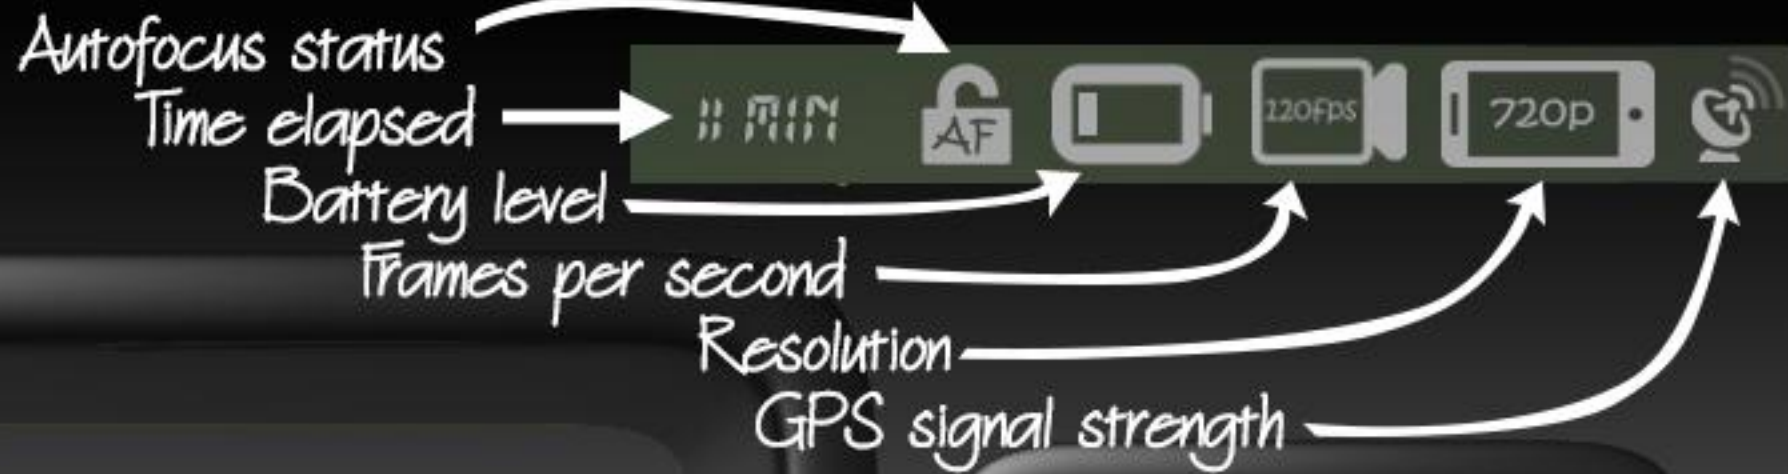 Autofocus status
Time elapsed
11 MIN
AF
120fps
720p
Battery level
Frames per second
Resolution
GPS signal strength